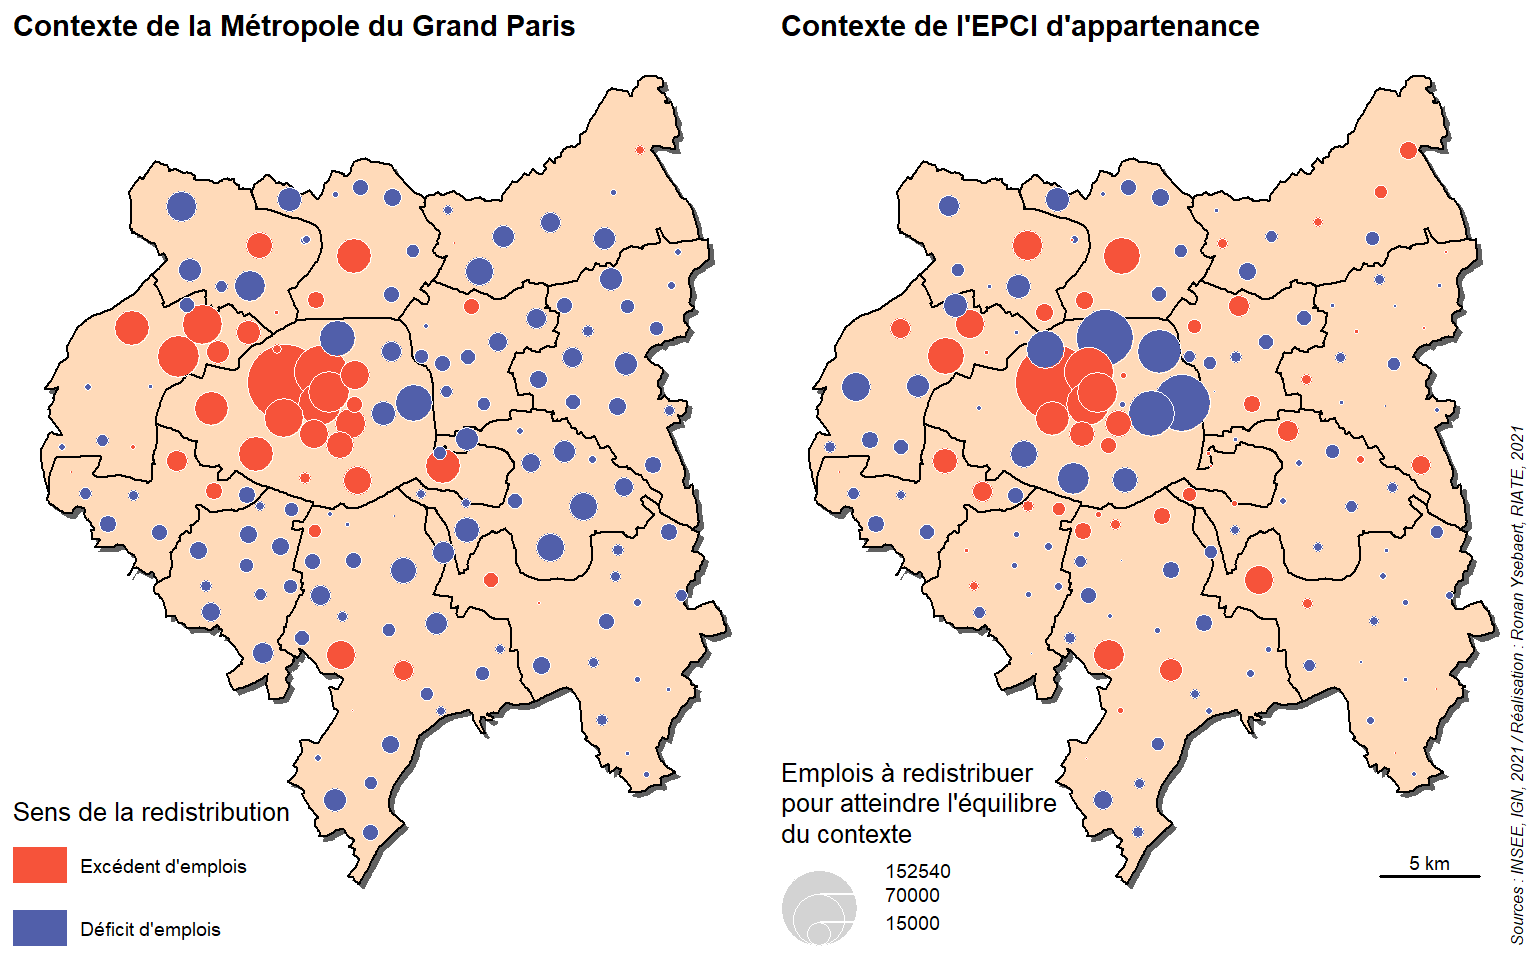 Contexte de la Métropole du Grand Paris
Contexte de l'EPCI d'appartenance
Sens de la redistribution
Excédent d'emplois
Déficit d'emplois
Emplois à redistribuer
pour atteindre l'équilibre
du contexte
152540
70000
15000
5 km
Sources : INSEE, IGN, 2021 / Réalisation : Ronan Ysebaert, RIATE, 2021